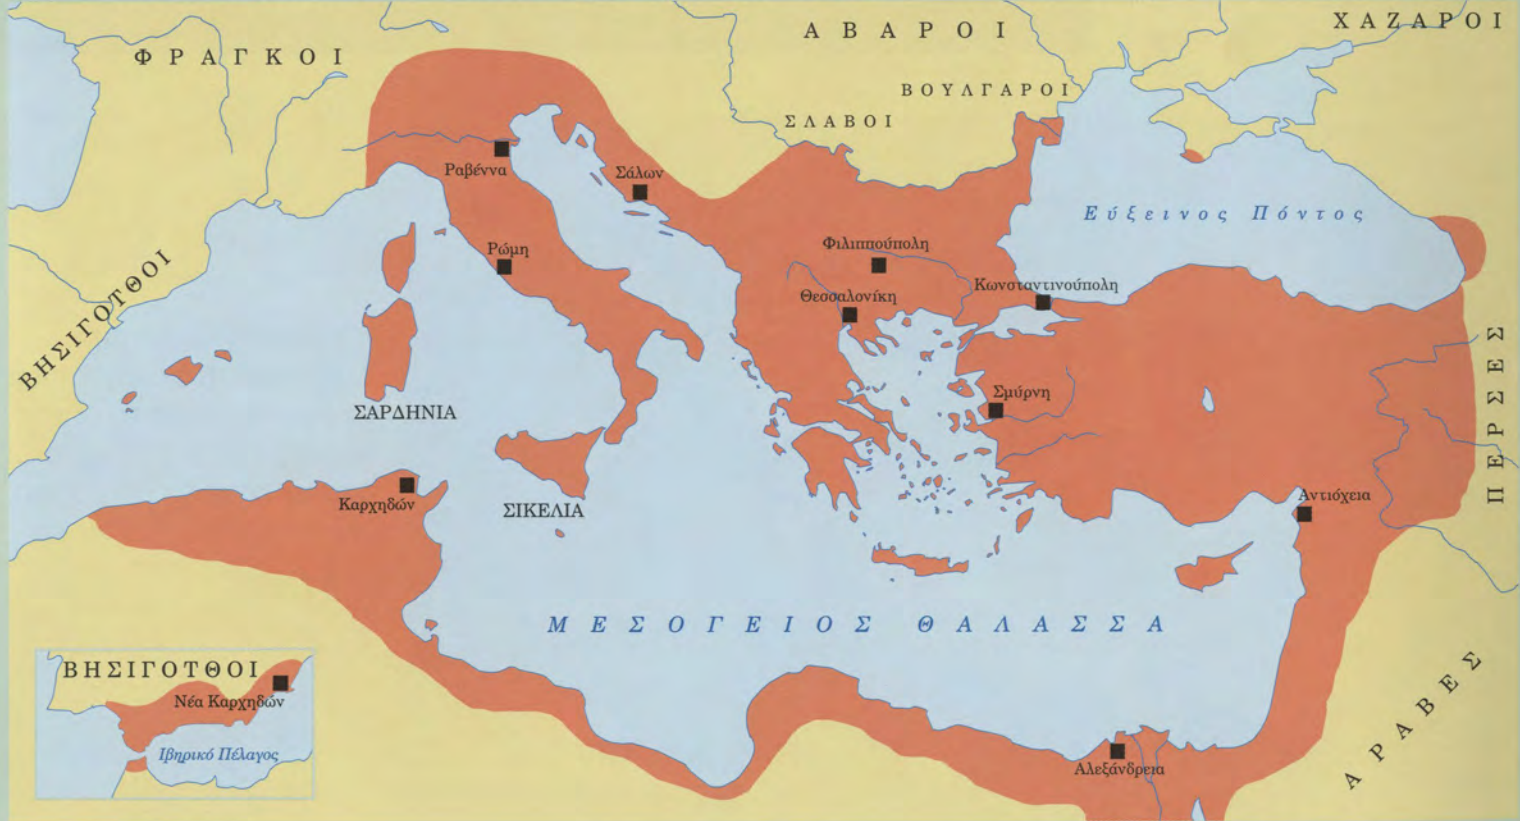 ΦΡΑΓΚΟΙ
ΑΒΑΡΟΙ
ΧΑΖΑΡΟΙ
ΒΟΥΛΓΑΡΟΙ
ΣΛΑΒΟΙ
Ραβέννα
Σάλων
Εύξεινος Πόντος
Ρώμη
Φιλιππούπολη
Κωνσταντινούπολη
Θεσσαλονίκη
ΒΗΣΙΓΟΤΘΟΙ
ΠΕΡΣΕΣ
Σμύρνη
ΣΑΡΔΗΝΙΑ
Καρχηδών
ΣΙΚΕΛΙΑ
Αντιόχεια
ΜΕΣΟΓΕΙΟΣ ΘΑΛΑΣΣΑ
ΑΡΑΒΕΣ
ΒΗΣΙΓΟΤΘΟΙ
Νέα Καρχηδών
Ιβηρικό Πέλαγος
Αλεξάνδρεια